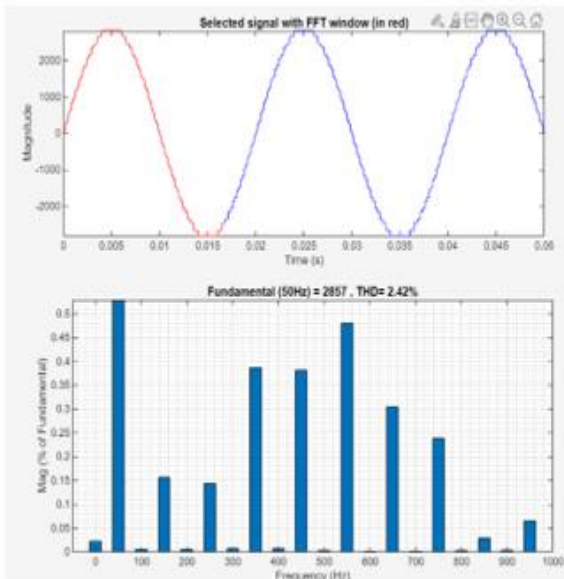 Selected signal with FFT window (in red)
Magnitude
2000
1000
0
-1000
-2000
0 0.005 0.01 0.015 0.02 0.025 0.03 0.035 0.04 0.045 0.05
Time (s)
Fundamental (50Hz) = 2857 , THD= 2.42%
Mag (% of Fundamental)
0.5
0.45
0.4
0.35
0.3
0.25
0.2
0.15
0.1
0.05
0
0 100 200 300 400 500 600 700 800 900 1000
Frequency (Hz)